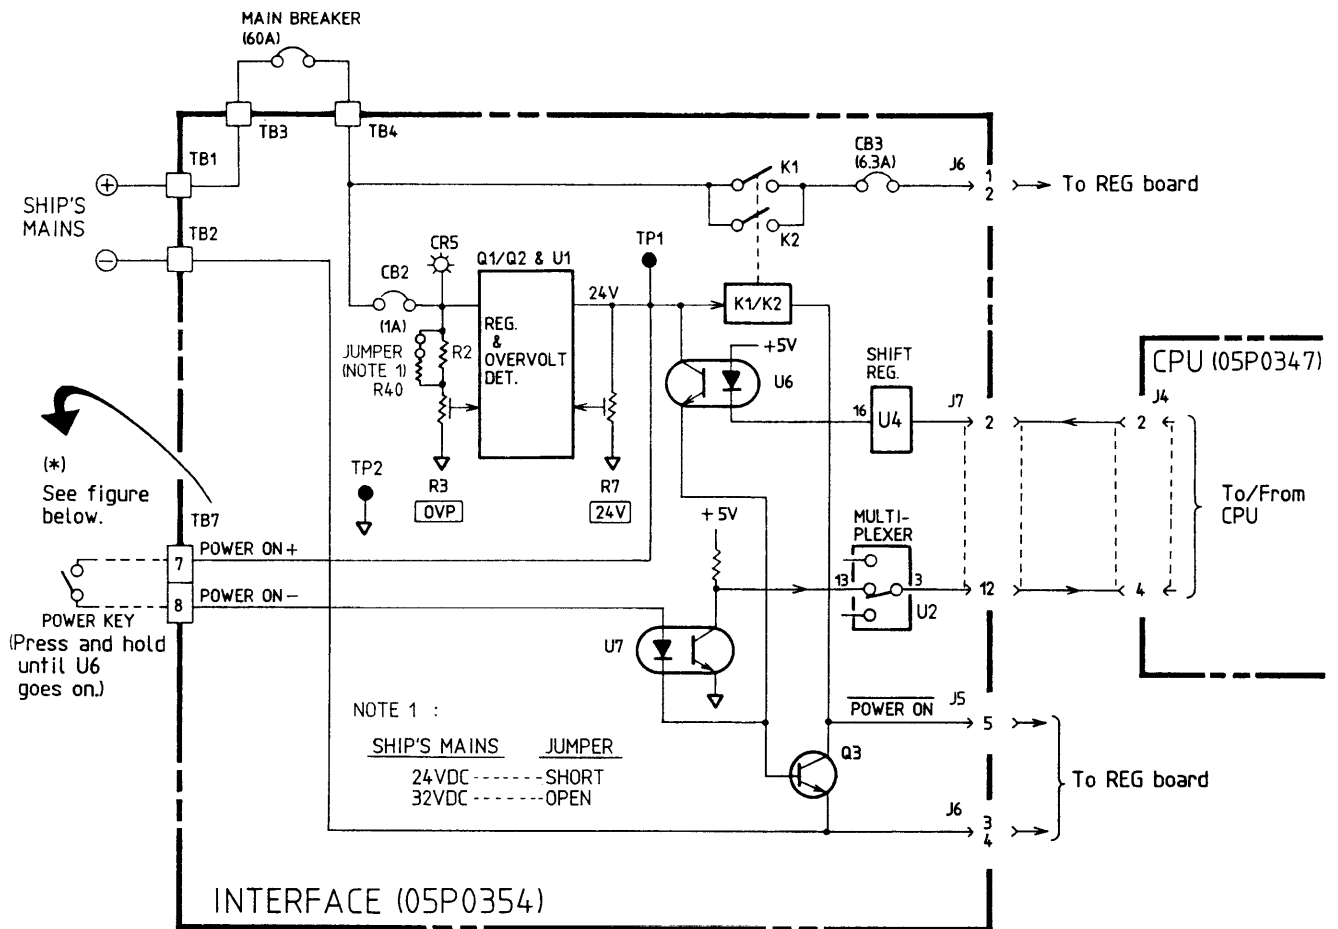 MAIN BREAKER
(60A)
TB3
TB4
TB1
TB2
SHIP'S
MAINS
+
−
K1
K2
CB3
(6.3A)
J6
1
2
To REG board
CR5
CB2
(1A)
Q1/Q2 & U1
REG.
&
OVERVOLT
DET.
24V
TP1
K1/K2
JUMPER
(NOTE 1)
R40
R2
+5V
U6
SHIFT
REG.
16
U4
J7
2
CPU (05P0347)
2
J4
To/From
CPU
(*)
See figure
below.
TP2
R3
OVP
R7
24V
TB7
7
POWER ON+
8
POWER ON−
POWER KEY
(Press and hold
until U6
goes on.)
+5V
MULTI-
PLEXER
13
3
U2
12
4
U7
NOTE 1 :
SHIP'S MAINS JUMPER
24VDC-------SHORT
32VDC-------OPEN
POWER ON
J5
5
Q3
To REG board
J6
3
4
INTERFACE (05P0354)